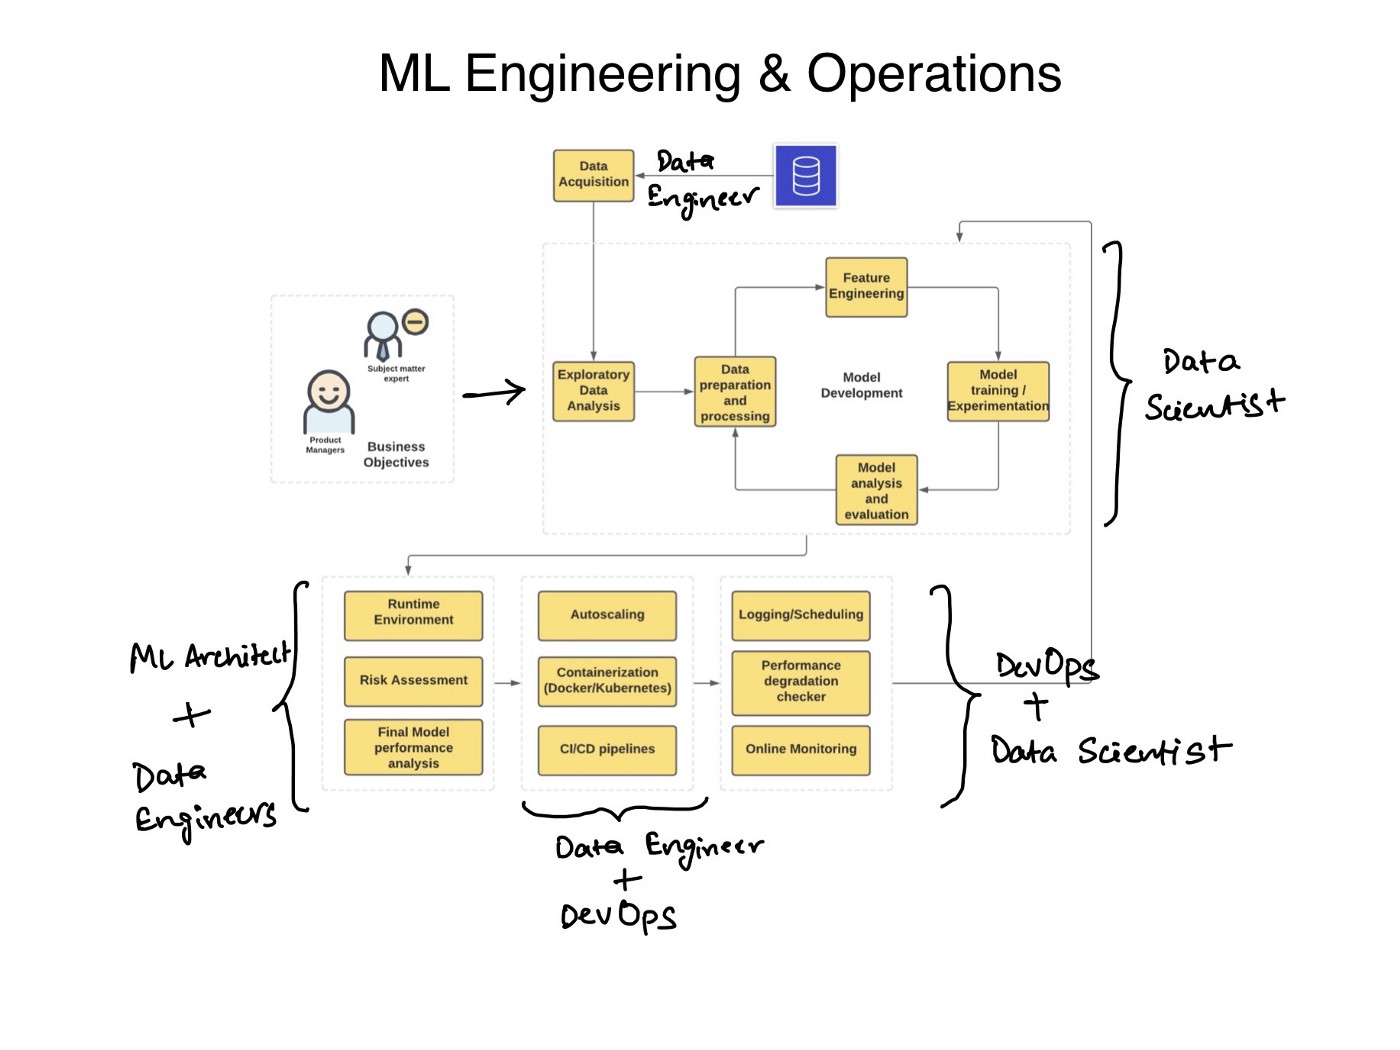 ML Engineering & Operations
Data
Acquisition
Data
Engineer
Feature
Engineering
Subject matter
expert
Product
Managers
Business
Objectives
Exploratory
Data
Analysis
Data
preparation
and
processing
Model
Development
Model
training /
Experimentation
Model
analysis
and
evaluation
Data
Scientist
Runtime
Environment
Risk Assessment
Final Model
performance
analysis
Autoscaling
Containerization
(Docker/Kubernetes)
CI/CD pipelines
Logging/Scheduling
Performance
degradation
checker
Online Monitoring
ML Architect
+
Data
Engineers
DevOps
+
Data Scientist
Data Engineer
+
DevOps